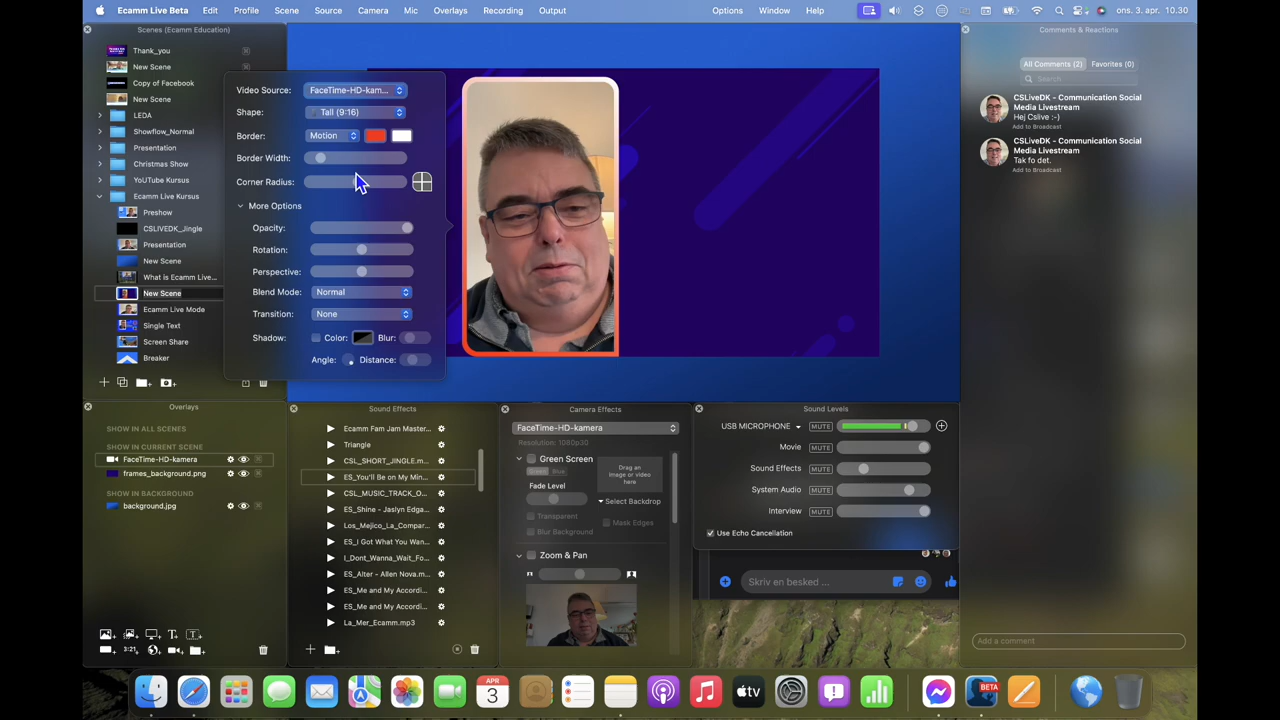 Ecamm Live Beta Edit Profile Scenes Source Camera Mic Overlays Recording Output Options Window Help ons. 3. apr. 10.30
Scenes (Ecamm Education)
Thank_you
New Scene
Copy of Facebook
New Scene
LEDA
Showflow_Normal
Presentation
Christmas Show
YoUTube Kursus
Ecamm Live Kursus
Preshow
CSLIVEDK_Jingle
Presentation
New Scene
What is Ecamm Live...
New Scene
Ecamm Live Mode
Single Text
Screen Share
Breaker
Video Source: FaceTime-HD-kam...
Shape: Tall (9:16)
Border: Motion
Border Width:
Corner Radius:
More Options
Opacity:
Rotation:
Perspective:
Blend Mode: Normal
Transition: None
Shadow: Color: Blur:
Angle: Distance:
Comments & Reactions
All Comments (2) Favorites (0)
Search
CSLiveDK - Communication Social
Media Livestream
Hej Cslive :-)
Add to Broadcast
CSLiveDK - Communication Social
Media Livestream
Tak fo det.
Add to Broadcast
Add a comment
Overlays
SHOW IN ALL SCENES
SHOW IN CURRENT SCENE
FaceTime-HD-kamera
frames_background.png
SHOW IN BACKGROUND
background.jpg
3:21
Sound Effects
Ecamm Fam Jam Master...
Triangle
CSL_SHORT_JINGLE.m...
ES_You'll Be on My Min...
CSL_MUSIC_TRACK_O...
ES_Shine - Jaslyn Edga...
Los_Mejico_La_Compar...
ES_I Got What You Wan...
I_Dont_Wanna_Wait_Fo...
ES_Alter - Allen Nova.m...
ES_Me and My Accordi...
ES_Me and My Accordi...
La_Mer_Ecamm.mp3
Camera Effects
FaceTime-HD-kamera
Resolution: 1080p30
Green Screen
Green Blue
Fade Level
Drag an
image or video
here
Select Backdrop
Transparent
Mask Edges
Blur Background
Zoom & Pan
Sound Levels
USB MICROPHONE MUTE
Movie MUTE
Sound Effects MUTE
System Audio MUTE
Interview MUTE
Use Echo Cancellation
Skriv en besked ...
APR
3
tv
BETA